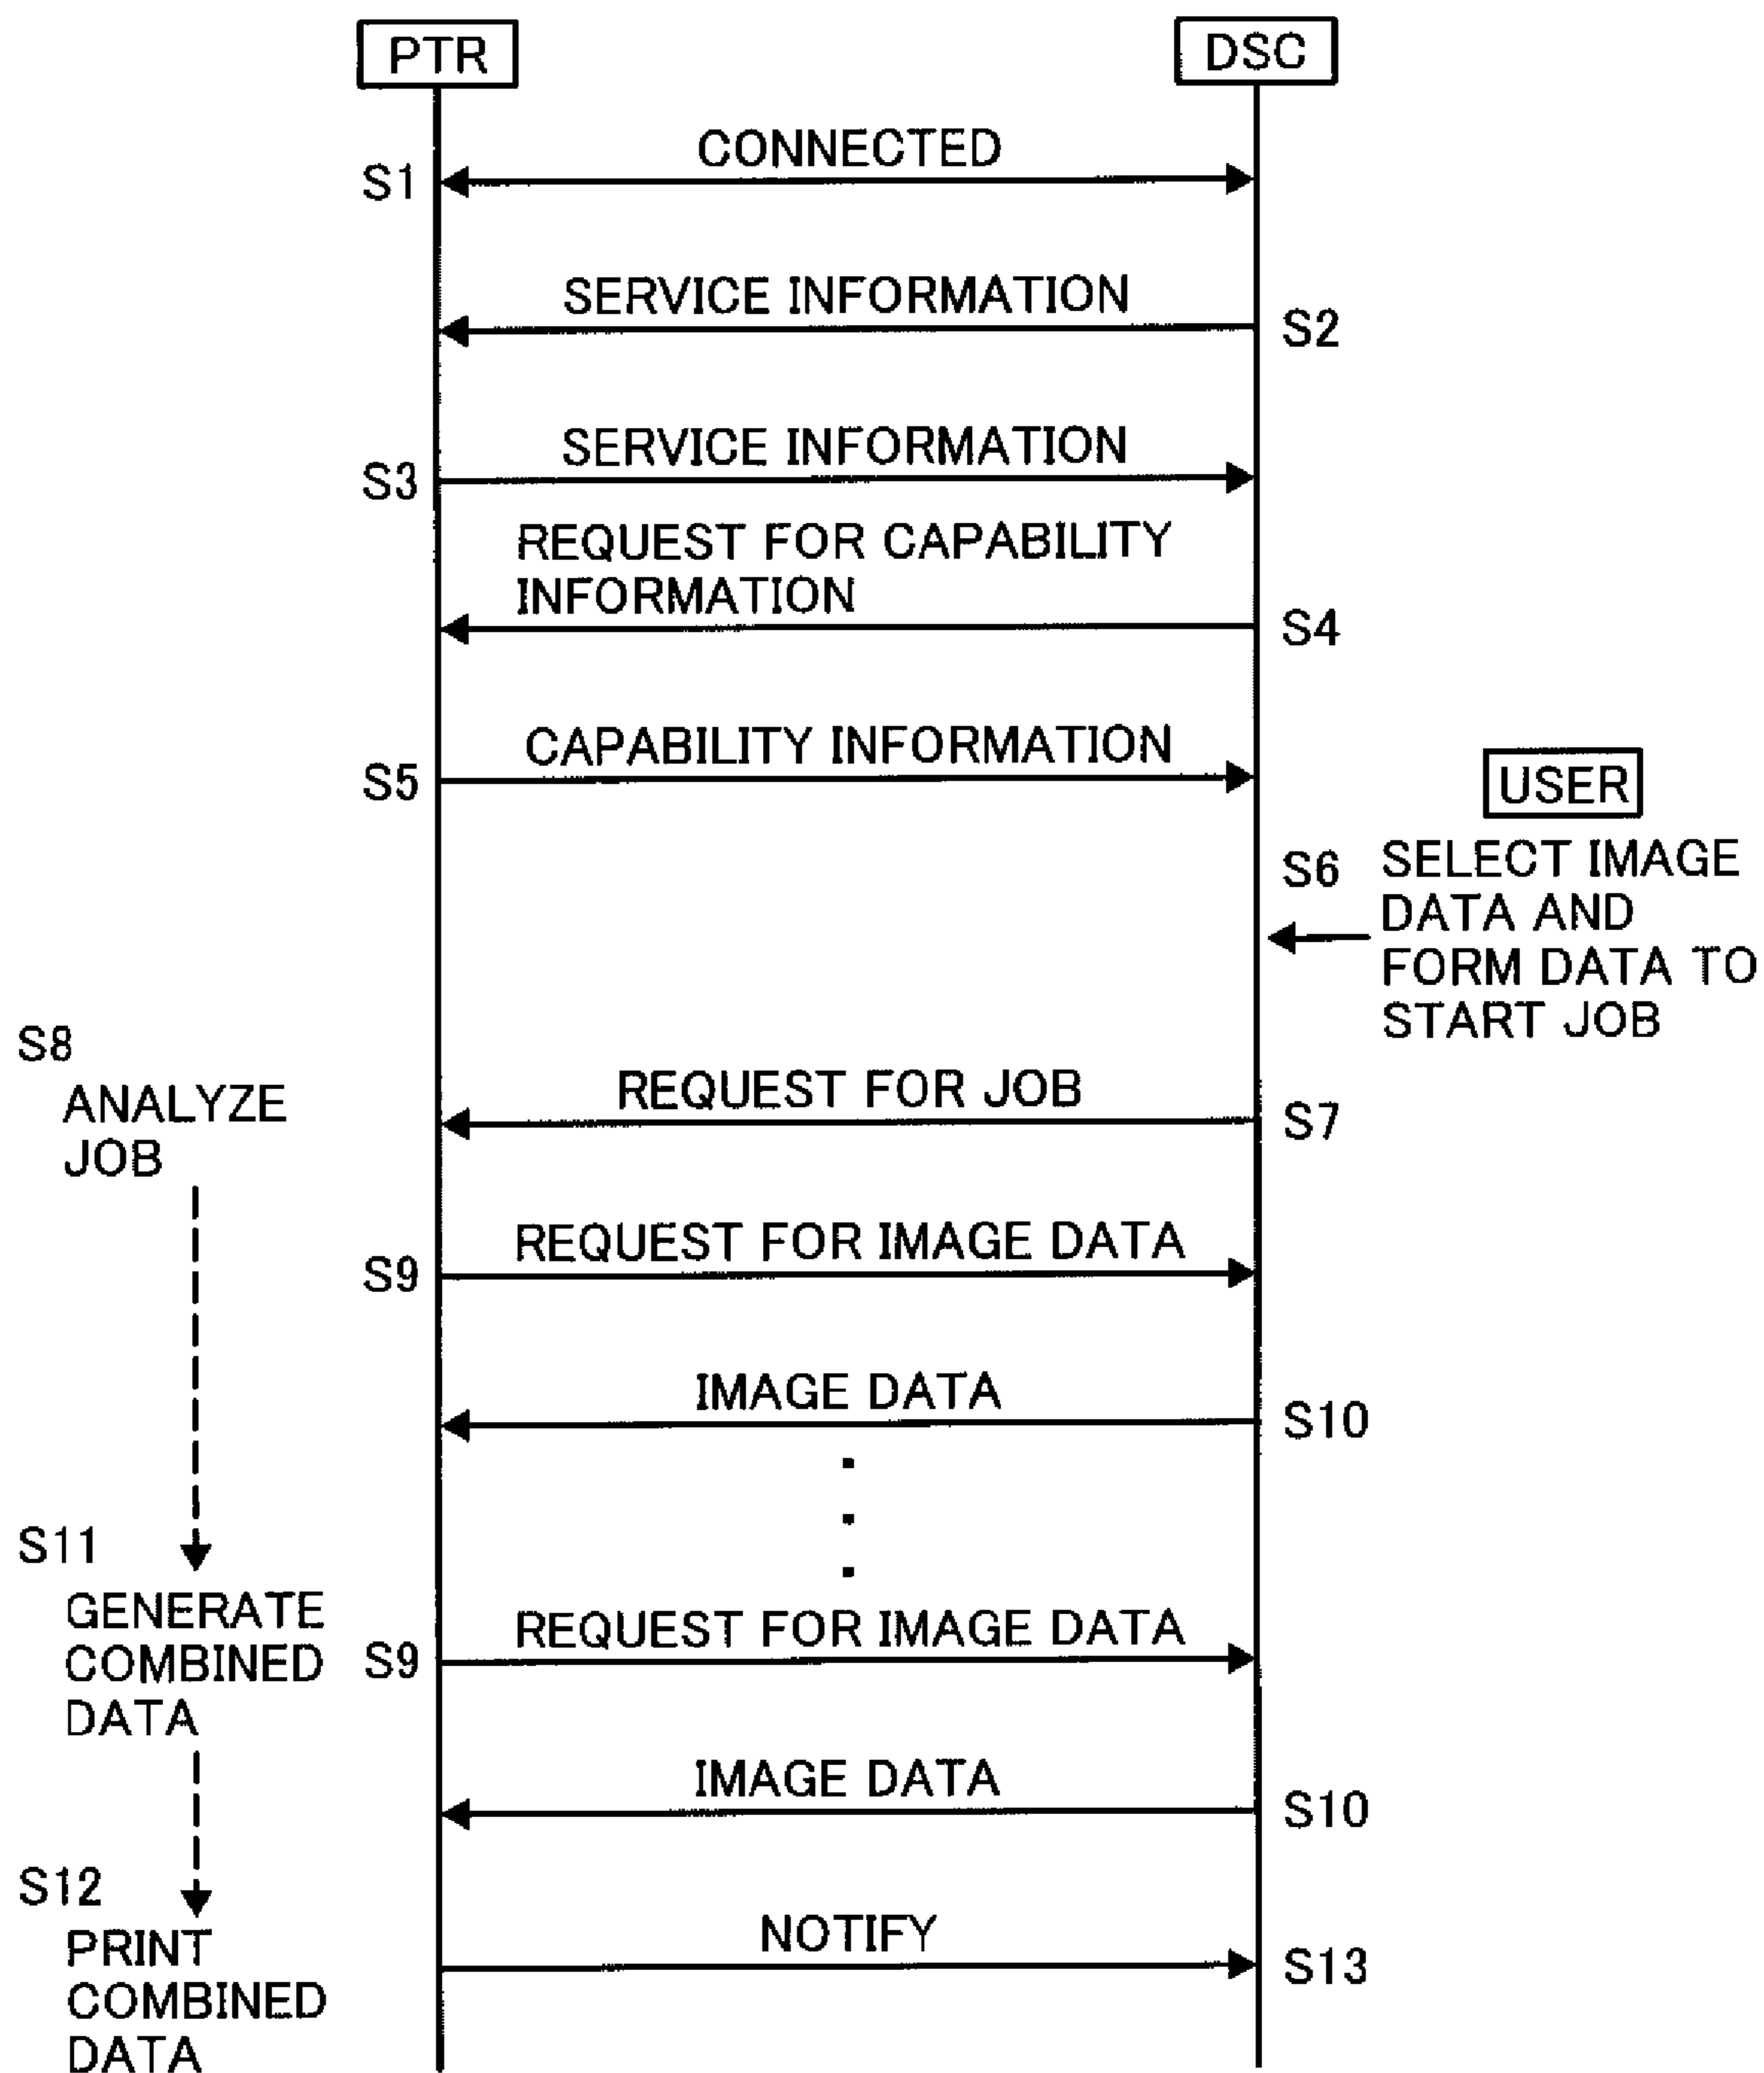 PTR
DSC
CONNECTED
S1
SERVICE INFORMATION
S2
SERVICE INFORMATION
S3
REQUEST FOR CAPABILITY
INFORMATION
S4
CAPABILITY INFORMATION
S5
USER
S6
SELECT IMAGE
DATA AND
FORM DATA TO
START JOB
S8
ANALYZE
JOB
REQUEST FOR JOB
S7
REQUEST FOR IMAGE DATA
S9
IMAGE DATA
S10
S11
GENERATE
COMBINED
DATA
REQUEST FOR IMAGE DATA
S9
IMAGE DATA
S10
S12
PRINT
COMBINED
DATA
NOTIFY
S13